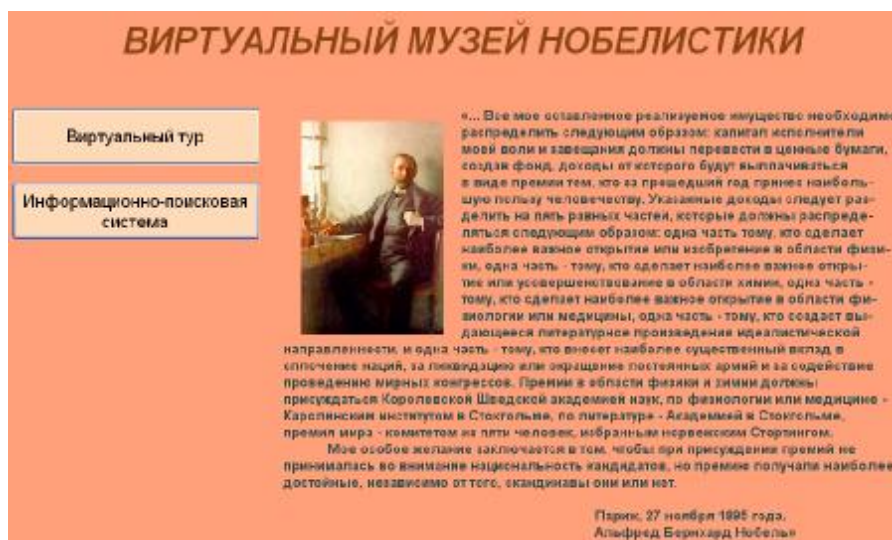 ВИРТУАЛЬНЫЙ МУЗЕЙ НОБЕЛИСТИКИ
Виртуальный тур
Информационно-поисковая
система
«... Все мое оставленное реализуемое имущество необходимо
распределить следующим образом: капитал исполнители
моей воли и завещания должны перевести в ценные бумаги,
создав фонд, доходы от которого будут выплачиваться
в виде премии тем, кто за прошедший год принес наиболь-
шую пользу человечеству. Указанные доходы следует раз-
делить на пять равных частей, которые должны распреде-
ляться следующим образом: одна часть тому, кто сделает
наиболее важное открытие или изобретение в области физи-
ки, одна часть - тому, кто сделает наиболее важное откры-
тие или усовершенствование в области химии, одна часть -
тому, кто сделает наиболее важное открытие в области фи-
зиологии или медицины, одна часть - тому, кто создаст вы-
дающееся литературное произведение идеалистической
направленности, и одна часть - тому, кто внесет наиболее существенный вклад в
сплочение наций, за ликвидацию или сокращение постоянных армий и за содействие
проведению мирных конгрессов. Премии в области физики и химии должны
присуждаться Королевской Шведской академией наук, по физиологии или медицине -
Каролинским институтом в Стокгольме, по литературе - Академией в Стокгольме,
премия мира - комитетом из пяти человек, избранным норвежским Стортингом.
Мое особое желание заключается в том, чтобы при присуждении премий не
принималась во внимание национальность кандидатов, но премию получали наиболее
достойные, независимо от того, скандинавы они или нет.
Париж, 27 ноября 1895 года.
Альфред Бернхард Нобель»